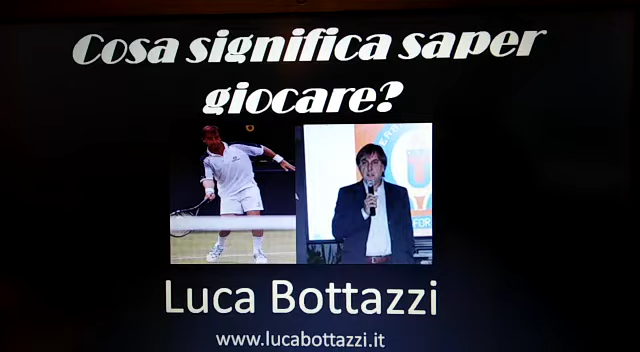 Cosa significa saper
giocare?
Luca Bottazzi
www.lucabottazzi.it